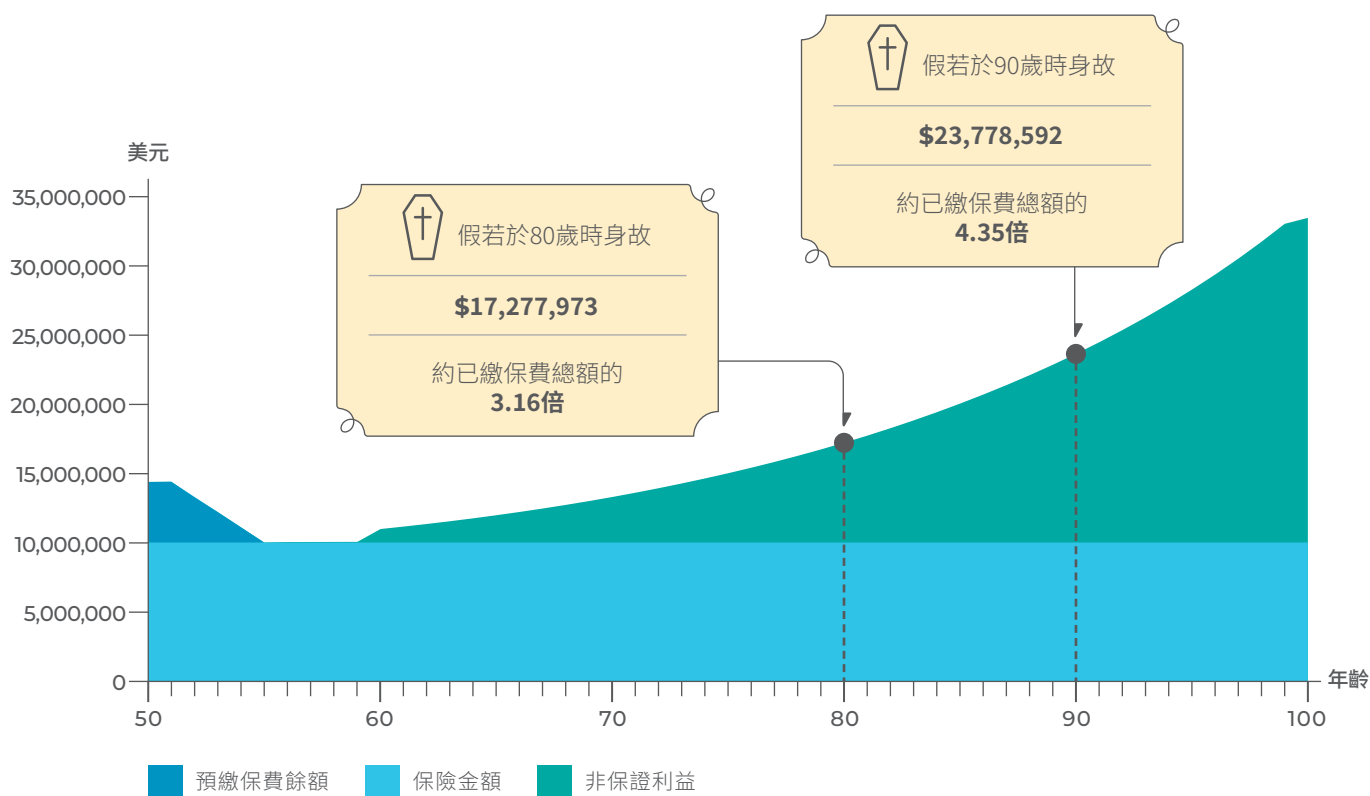 假若於90歲時身故
$23,778,592
約已繳保費總額的
4.35倍
美元
假若於80歲時身故
$17,277,973
約已繳保費總額的
3.16倍
35,000,000
30,000,000
25,000,000
20,000,000
15,000,000
10,000,000
5,000,000
0
年齡
50 60 70 80 90 100
預繳保費餘額 保險金額 非保證利益